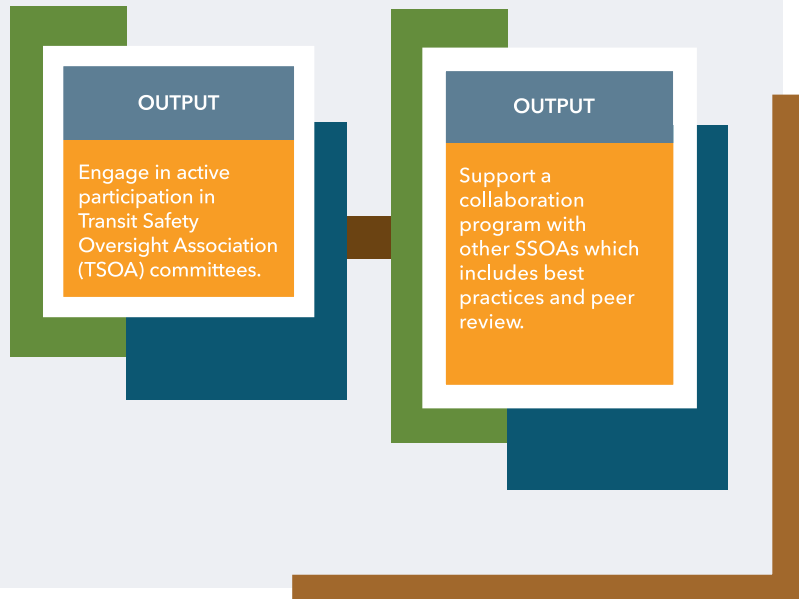 OUTPUT
Engage in active
participation in
Transit Safety
Oversight Association
(TSOA) committees.
OUTPUT
Support a
collaboration
program with
other SSOAs which
includes best
practices and peer
review.